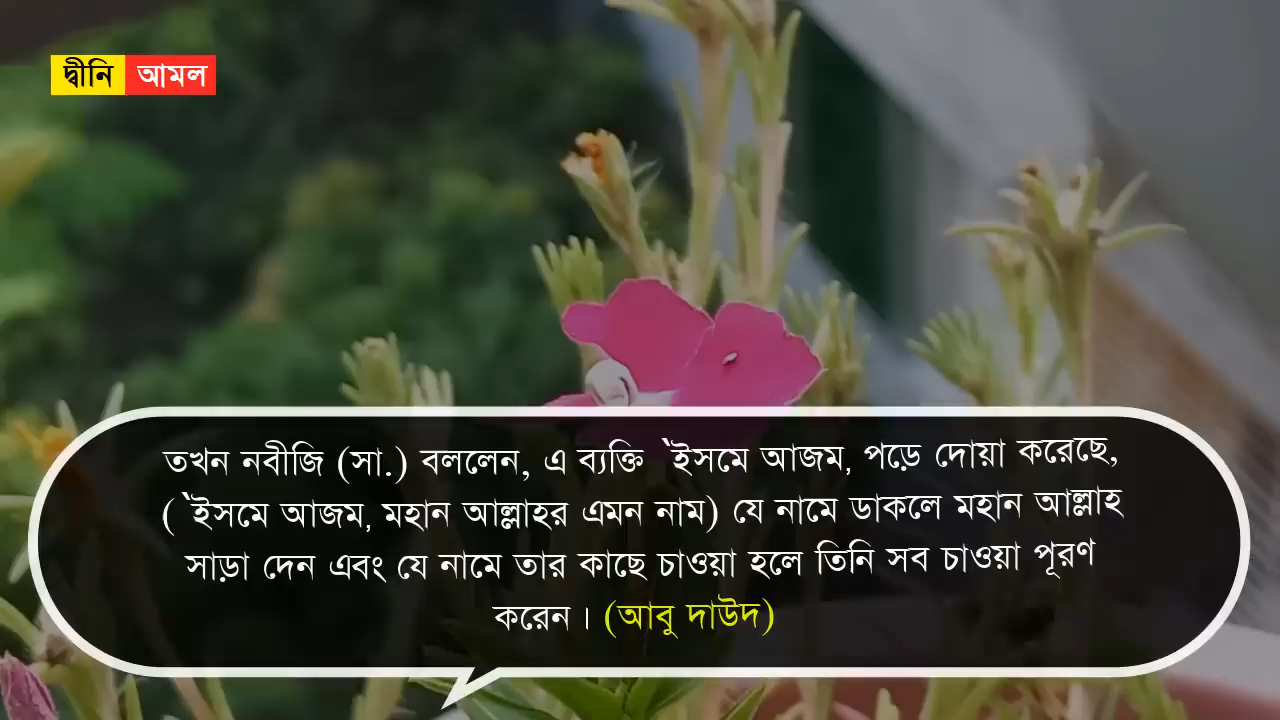 দ্বীনি আমল
তখন নবীজি (সা.) বললেন, এ ব্যক্তি `ইসমে আজম, পড়ে দোয়া করেছে,
(`ইসমে আজম, মহান আল্লাহর এমন নাম) যে নামে ডাকলে মহান আল্লাহ
সাড়া দেন এবং যে নামে তার কাছে চাওয়া হলে তিনি সব চাওয়া পূরণ
করেন। (আবু দাউদ)